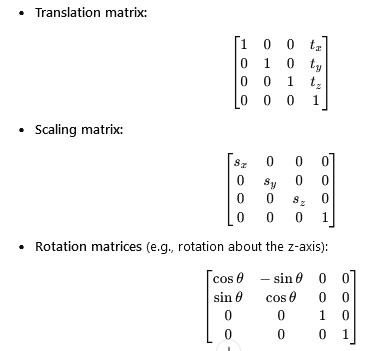 • Translation matrix:
1 0 0 tₓ
0 1 0 t_y
0 0 1 t_z
0 0 0 1
• Scaling matrix:
sₓ 0 0 0
0 s_y 0 0
0 0 s_z 0
0 0 0 1
• Rotation matrices (e.g., rotation about the z-axis):
cos θ − sin θ 0 0
sin θ cos θ 0 0
0 0 1 0
0 0 0 1